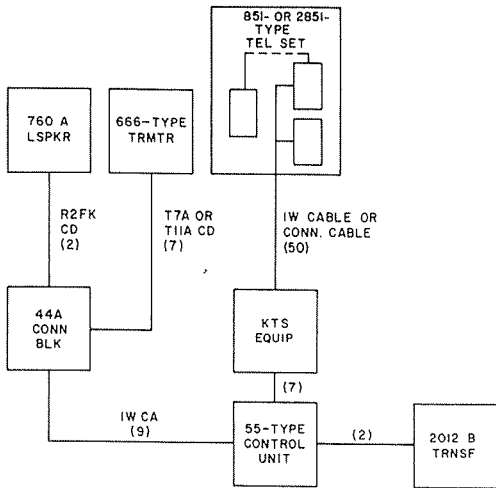 851- OR 2851-
TYPE
TEL SET
760 A
LSPKR
666-TYPE
TRMTR
R2FK
CD
(2)
T7A OR
T11A CD
(7)
IW CABLE OR
CONN. CABLE
(50)
44A
CONN
BLK
KTS
EQUIP
(7)
IW CA
(9)
55-TYPE
CONTROL
UNIT
(2)
2012 B
TRNSF